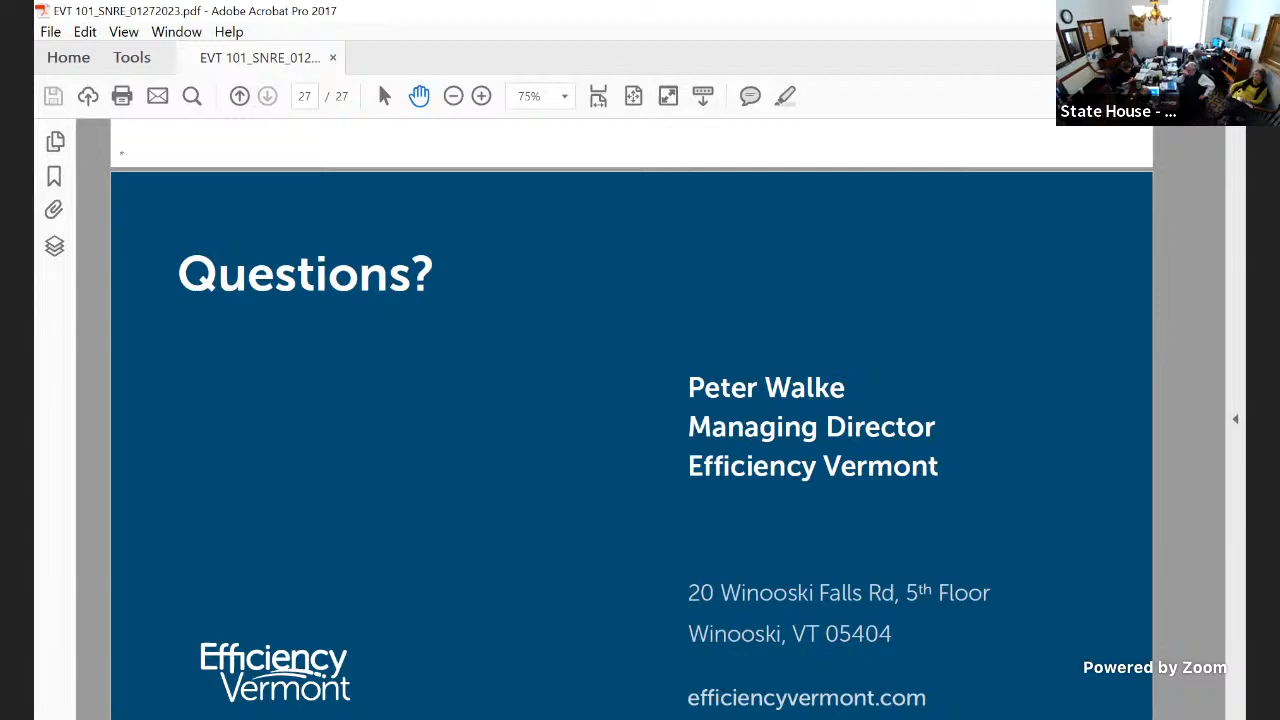 EVT 101_SNRE_01272023.pdf - Adobe Acrobat Pro 2017
File Edit View Window Help
Home Tools EVT 101_SNRE_012... ×
27 / 27 75%
State House - ...
Questions?
Peter Walke
Managing Director
Efficiency Vermont
20 Winooski Falls Rd, 5th Floor
Winooski, VT 05404
efficiencyvermont.com
Efficiency
Vermont
Powered by Zoom